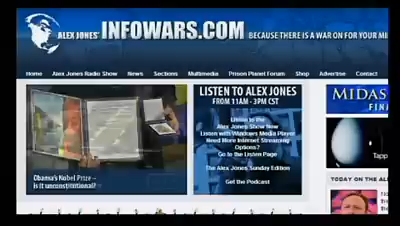 ALEX JONES' INFOWARS.COM BECAUSE THERE IS A WAR ON FOR YOUR MI
Home Alex Jones Radio Show News Sections Multimedia Prison Planet Forum Shop Advertise Contact
LISTEN TO ALEX JONES
FROM 11AM - 3PM CST
Listen to the
Alex Jones Show Now
Listen with Windows Media Player
Need More Internet Streaming
Options?
Go to the Listen Page
The Alex Jones Sunday Edition
Get the Podcast
Obama's Nobel Prize –
is it unconstitutional?
MIDAS
FIN
Tapp
TODAY ON THE AL